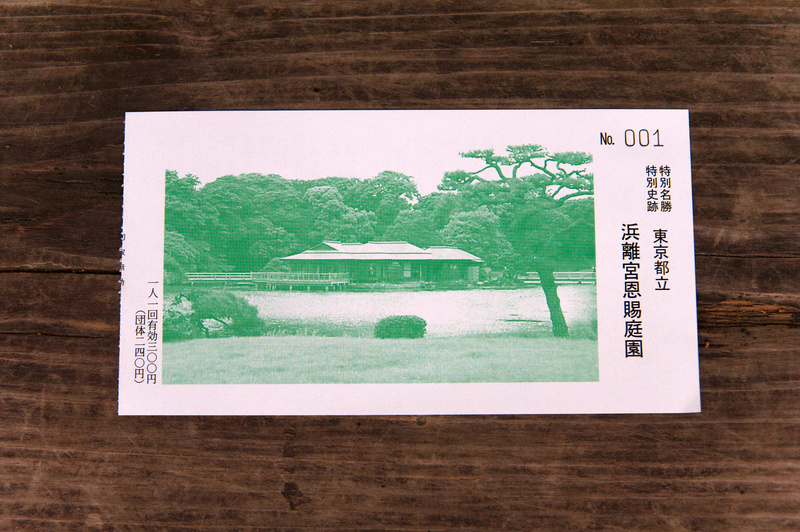 No. 001
特別名勝
特別史跡
東京都立
浜離宮恩賜庭園
一人一回有効三〇〇円
(団体二四〇円)